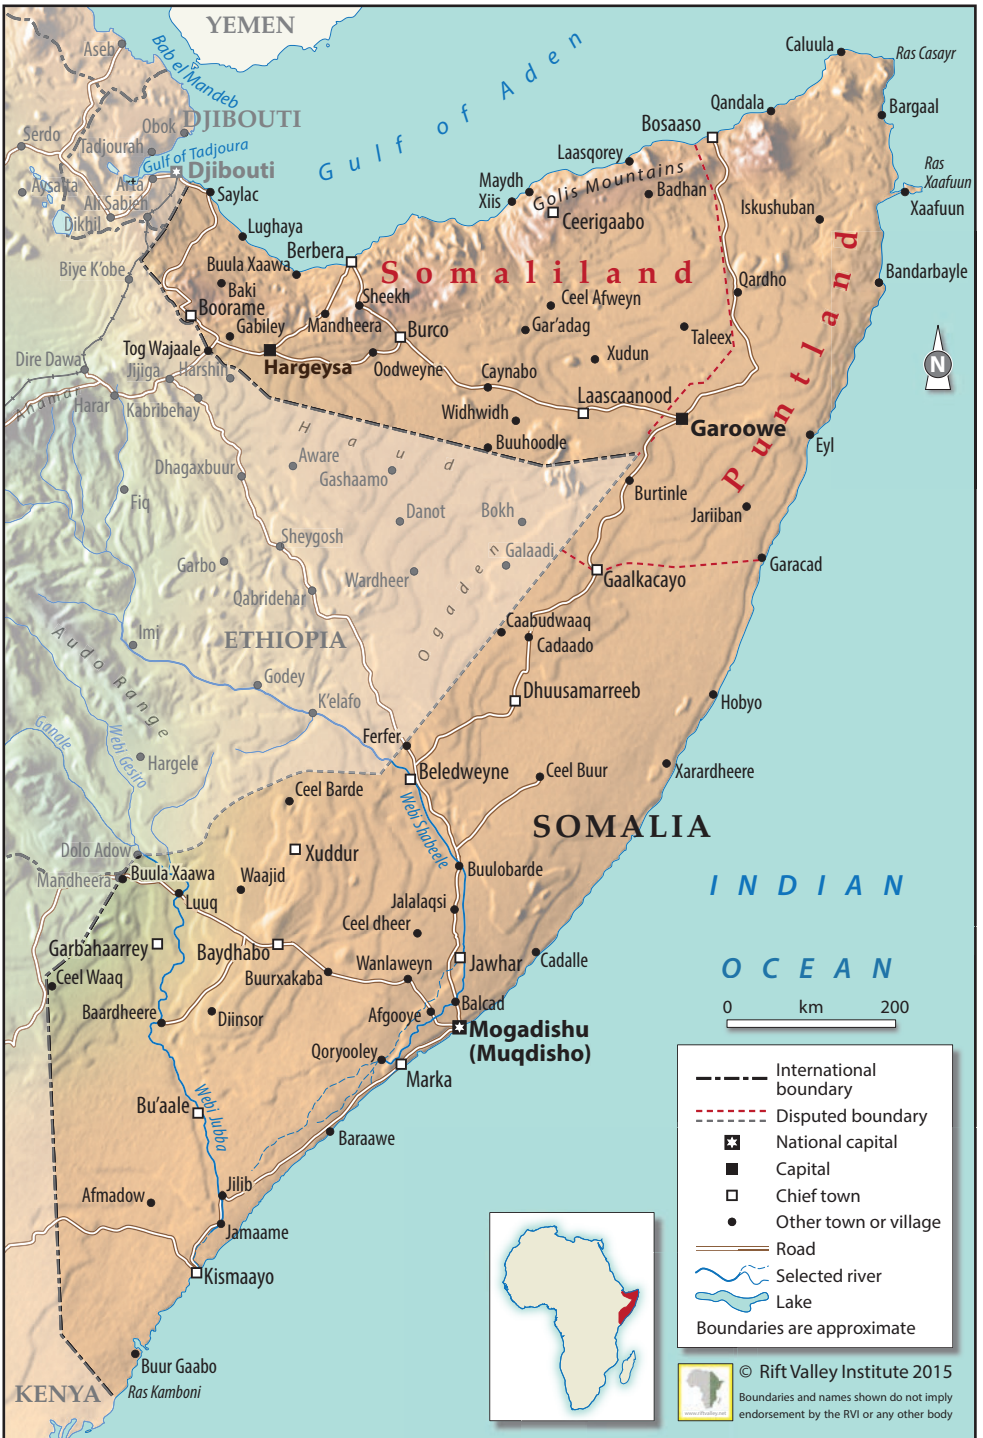 YEMEN
Aseb
Bab el Mandeb
Gulf of Aden
Caluula
Ras Casayr
Qandala
Bargaal
Bosaaso
DJIBOUTI
Obok
Serdo
Tadjourah
Gulf of Tadjoura
Djibouti
Laasqorey
Ras
Xaafuun
Aysaita
Arta
Ali Sabieh
Dikhil
Saylac
Maydh
Xiis
Golis Mountains
Badhan
Xaafuun
Iskushuban
Ceerigaabo
Lughaya
Berbera
Biye K'obe
Buula Xaawa
Somaliland
Bandarbayle
Qardho
Puntland
Baki
Boorame
Sheekh
Ceel Afweyn
Gabiley
Mandheera
Burco
Gar'adag
Taleex
Tog Wajaale
Xudun
N
Dire Dawa
Jijiga
Harshin
Hargeysa
Oodweyne
Caynabo
Laascaanood
Ahumar
Harar
Kabribehay
Widhwidh
Garoowe
Haud
Buuhoodle
Eyl
Aware
Dhagaxbuur
Gashaamo
Burtinle
Fiq
Danot
Bokh
Jariiban
Sheygosh
Galaadi
Garacad
Garbo
Wardheer
Gaalkacayo
Qabridehar
Ogaden
Caabudwaaq
Imi
ETHIOPIA
Cadaado
Audo Range
Godey
Dhuusamarreeb
K'elafo
Hobyo
Ganale
Webi Gesiro
Ferfer
Hargele
Beledweyne
Ceel Buur
Xarardheere
Ceel Barde
Webi Shabeele
SOMALIA
Dolo Adow
Xuddur
Mandheera
Buula Xaawa
Waajid
Buulobarde
INDIAN
OCEAN
Luuq
Jalalaqsi
Ceel dheer
Garbahaarrey
Baydhabo
Wanlaweyn
Jawhar
Cadalle
Ceel Waaq
Buurxakaba
Balcad
0 km 200
Baardheere
Diinsor
Afgooye
Mogadishu
(Muqdisho)
Qoryooley
Marka
Bu'aale
Webi Jubba
Baraawe
Jilib
Afmadow
Jamaame
Kismaayo
Buur Gaabo
Ras Kamboni
KENYA
International
boundary
Disputed boundary
National capital
Capital
Chief town
Other town or village
Road
Selected river
Lake
Boundaries are approximate
© Rift Valley Institute 2015
Boundaries and names shown do not imply
endorsement by the RVI or any other body
www.riftvalley.net